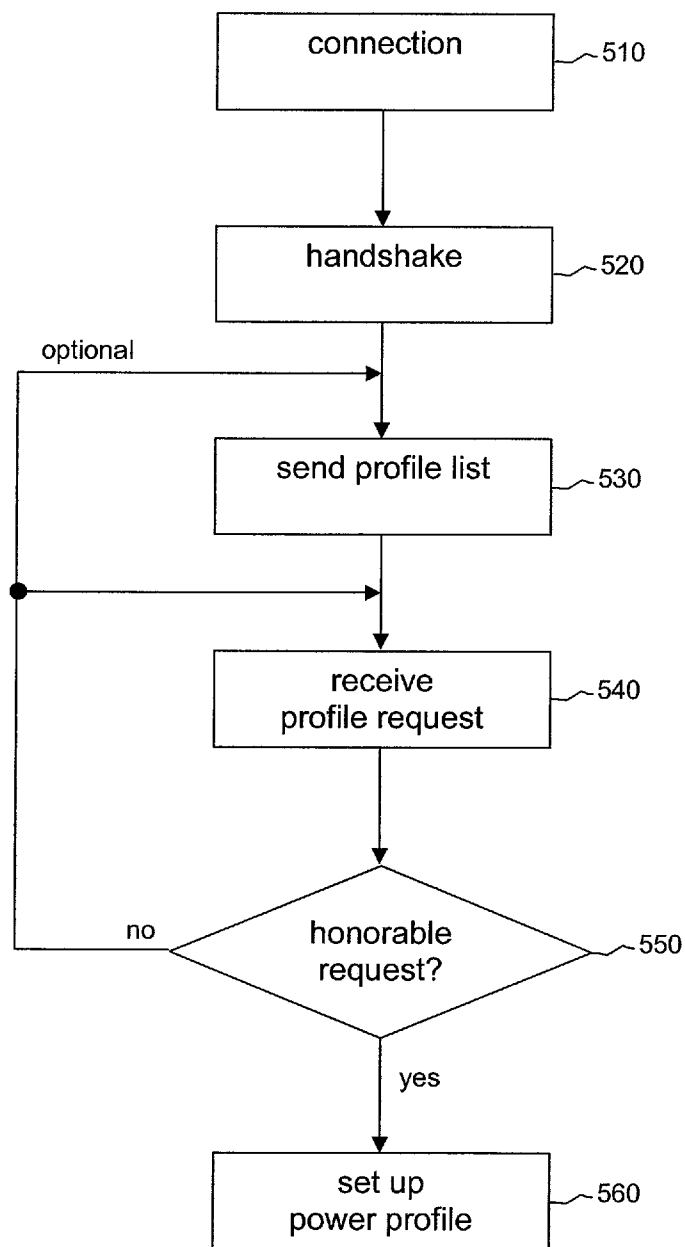 connection
510
handshake
520
optional
send profile list
530
receive
profile request
540
no
honorable
request?
550
yes
set up
power profile
560